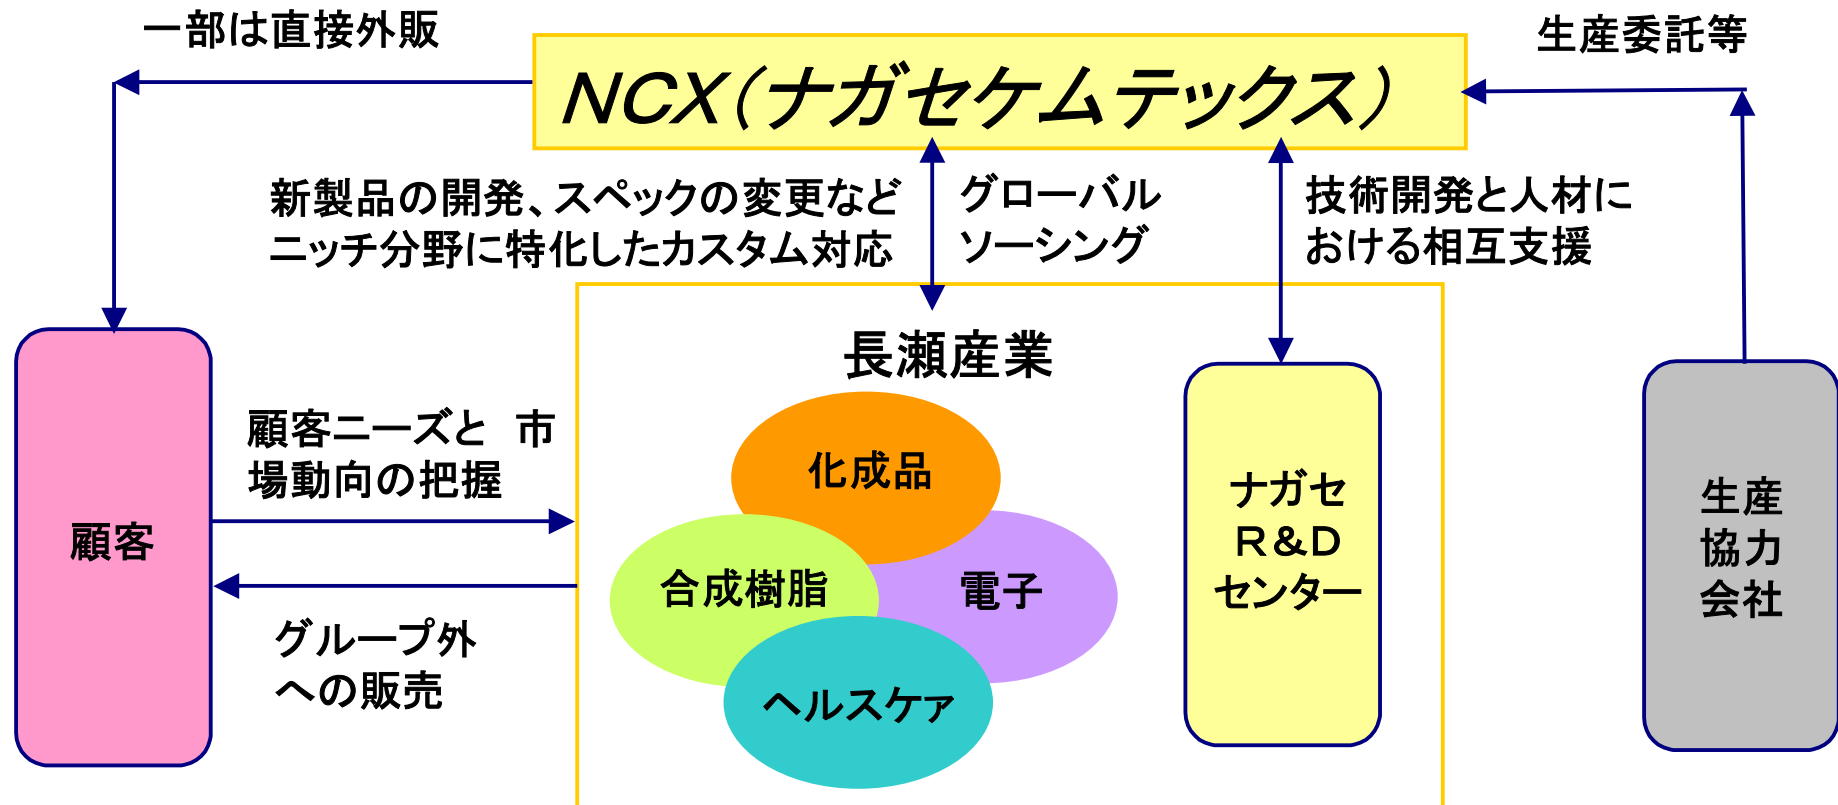 一部は直接外販
NCX(ナガセケムテックス)
生産委託等
新製品の開発、スペックの変更など
ニッチ分野に特化したカスタム対応
グローバル
ソーシング
技術開発と人材に
おける相互支援
長瀬産業
顧客ニーズと 市
場動向の把握
顧客
グループ外
への販売
化成品
合成樹脂
電子
ヘルスケァ
ナガセ
R&D
センター
生産
協力
会社